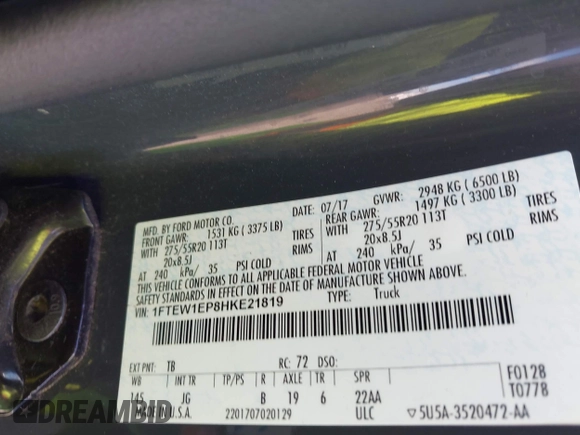 MFD. BY FORD MOTOR CO.
DATE: 07/17
GVWR: 2948 KG ( 6500 LB)
FRONT GAWR: 1531 KG ( 3375 LB)
REAR GAWR: 1497 KG ( 3300 LB)
WITH 275/55R20 113T TIRES
WITH 275/55R20 113T TIRES
20x8.5J RIMS
20x8.5J RIMS
AT 240 kPa/ 35 PSI COLD
AT 240 kPa/ 35 PSI COLD
THIS VEHICLE CONFORMS TO ALL APPLICABLE FEDERAL MOTOR VEHICLE
SAFETY STANDARDS IN EFFECT ON THE DATE OF MANUFACTURE SHOWN ABOVE.
VIN: 1FTEW1EP8HKE21819
TYPE: Truck
EXT PNT: TB RC: 72 DSO:
WB INT TR TP/PS R AXLE TR SPR
145 JG B 19 6 22AA
F0128
T0778
MADE IN U.S.A. 2201707020129 ULC ▽5U5A-3520472-AA
EPIC.DEALER